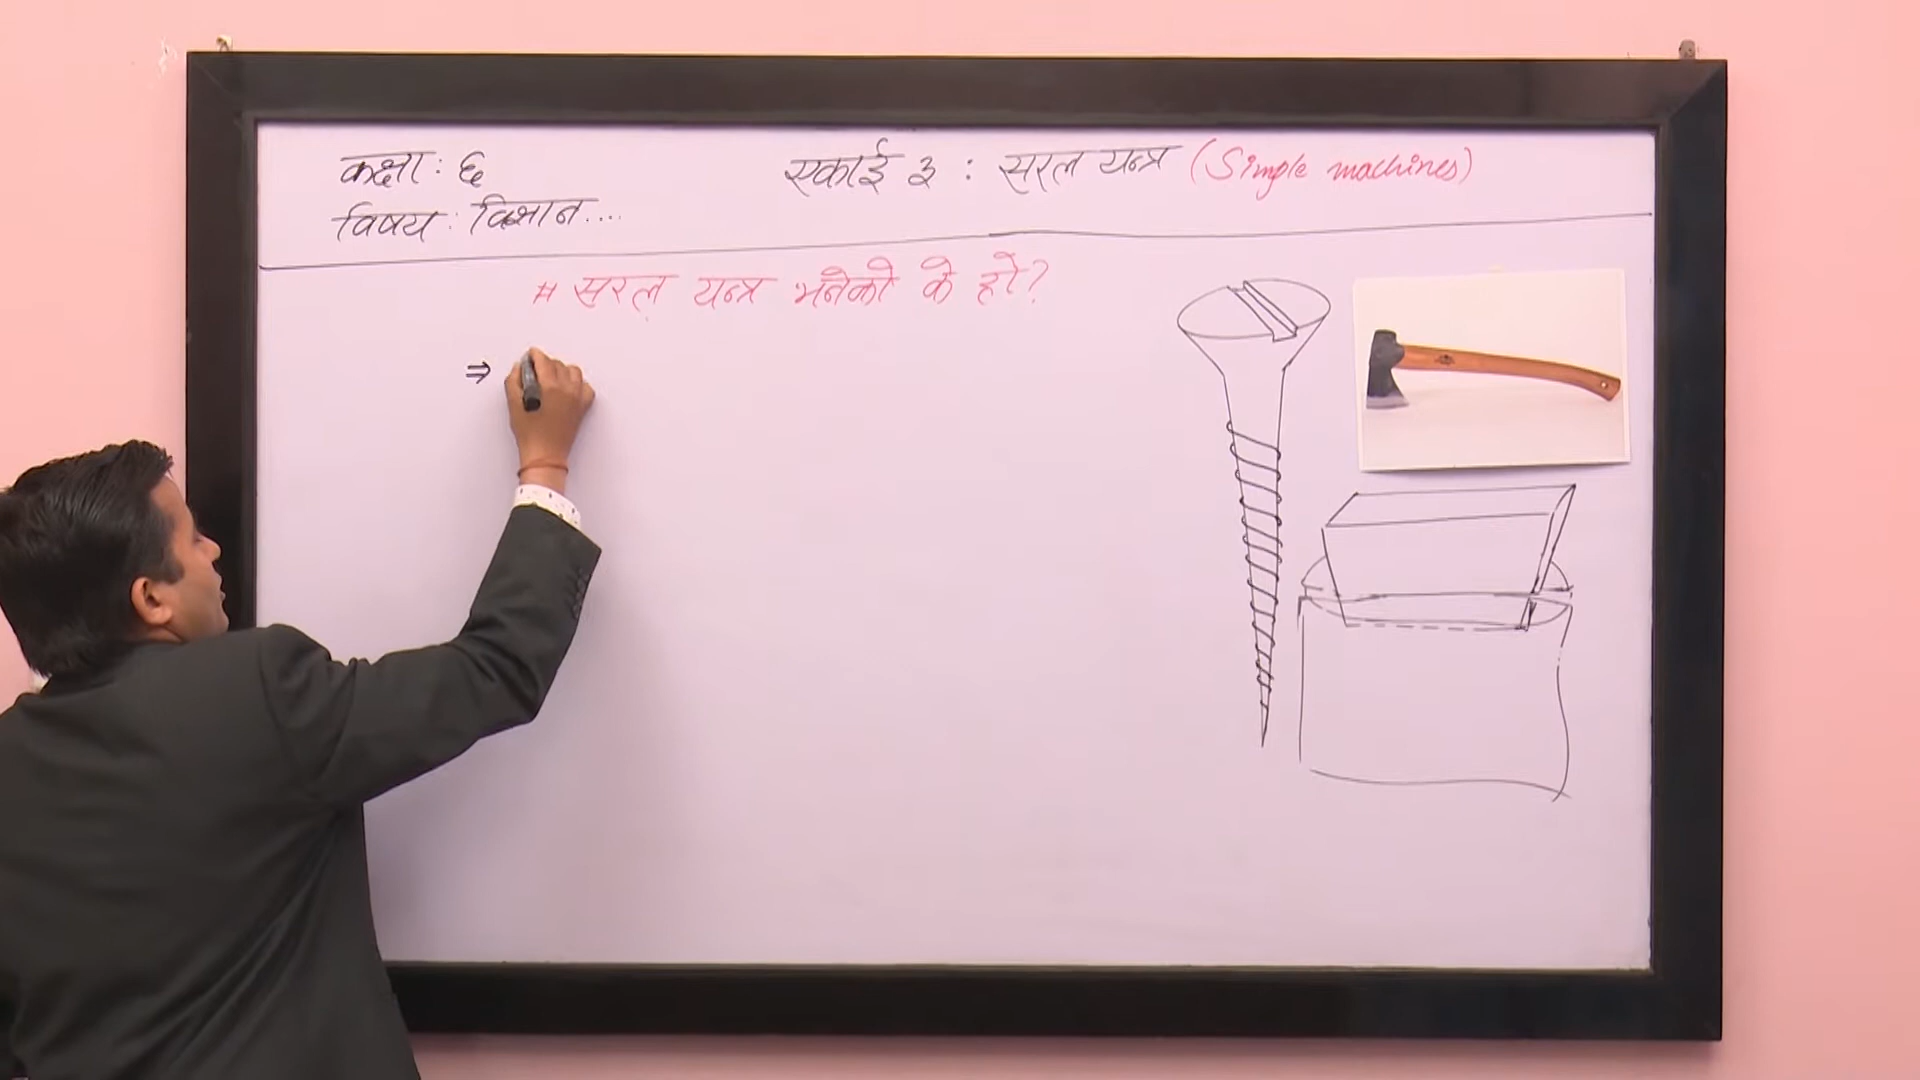 कक्षा: ६
विषय: विज्ञान....
एकाई ३ : सरल यन्त्र (Simple machines)
# सरल यन्त्र भनेको के हो?
⇒